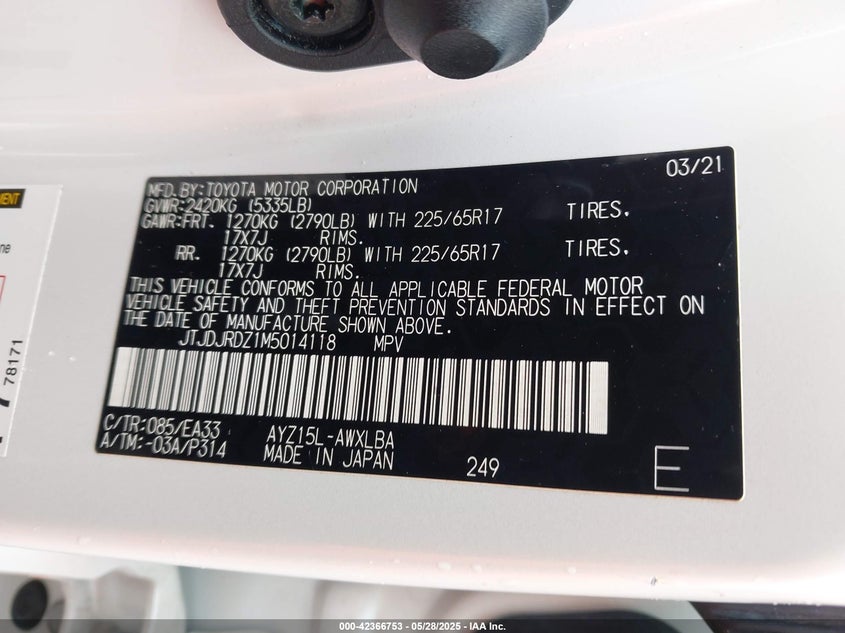 03/21
MFD.BY:TOYOTA MOTOR CORPORATION
GVWR:2420KG (5335LB)
GAWR:FRT. 1270KG (2790LB) WITH 225/65R17 TIRES.
17X7J RIMS.
RR. 1270KG (2790LB) WITH 225/65R17 TIRES.
17X7J RIMS.
THIS VEHICLE CONFORMS TO ALL APPLICABLE FEDERAL MOTOR
VEHICLE SAFETY AND THEFT PREVENTION STANDARDS IN EFFECT ON
THE DATE OF MANUFACTURE SHOWN ABOVE.
JTJDJRDZ1M5014118 MPV
C/TR:085/EA33 AYZ15L-AWXLBA
A/TM:-03A/P314 MADE IN JAPAN
249
E
78171
000-42366753 - 05/28/2025 - IAA Inc.